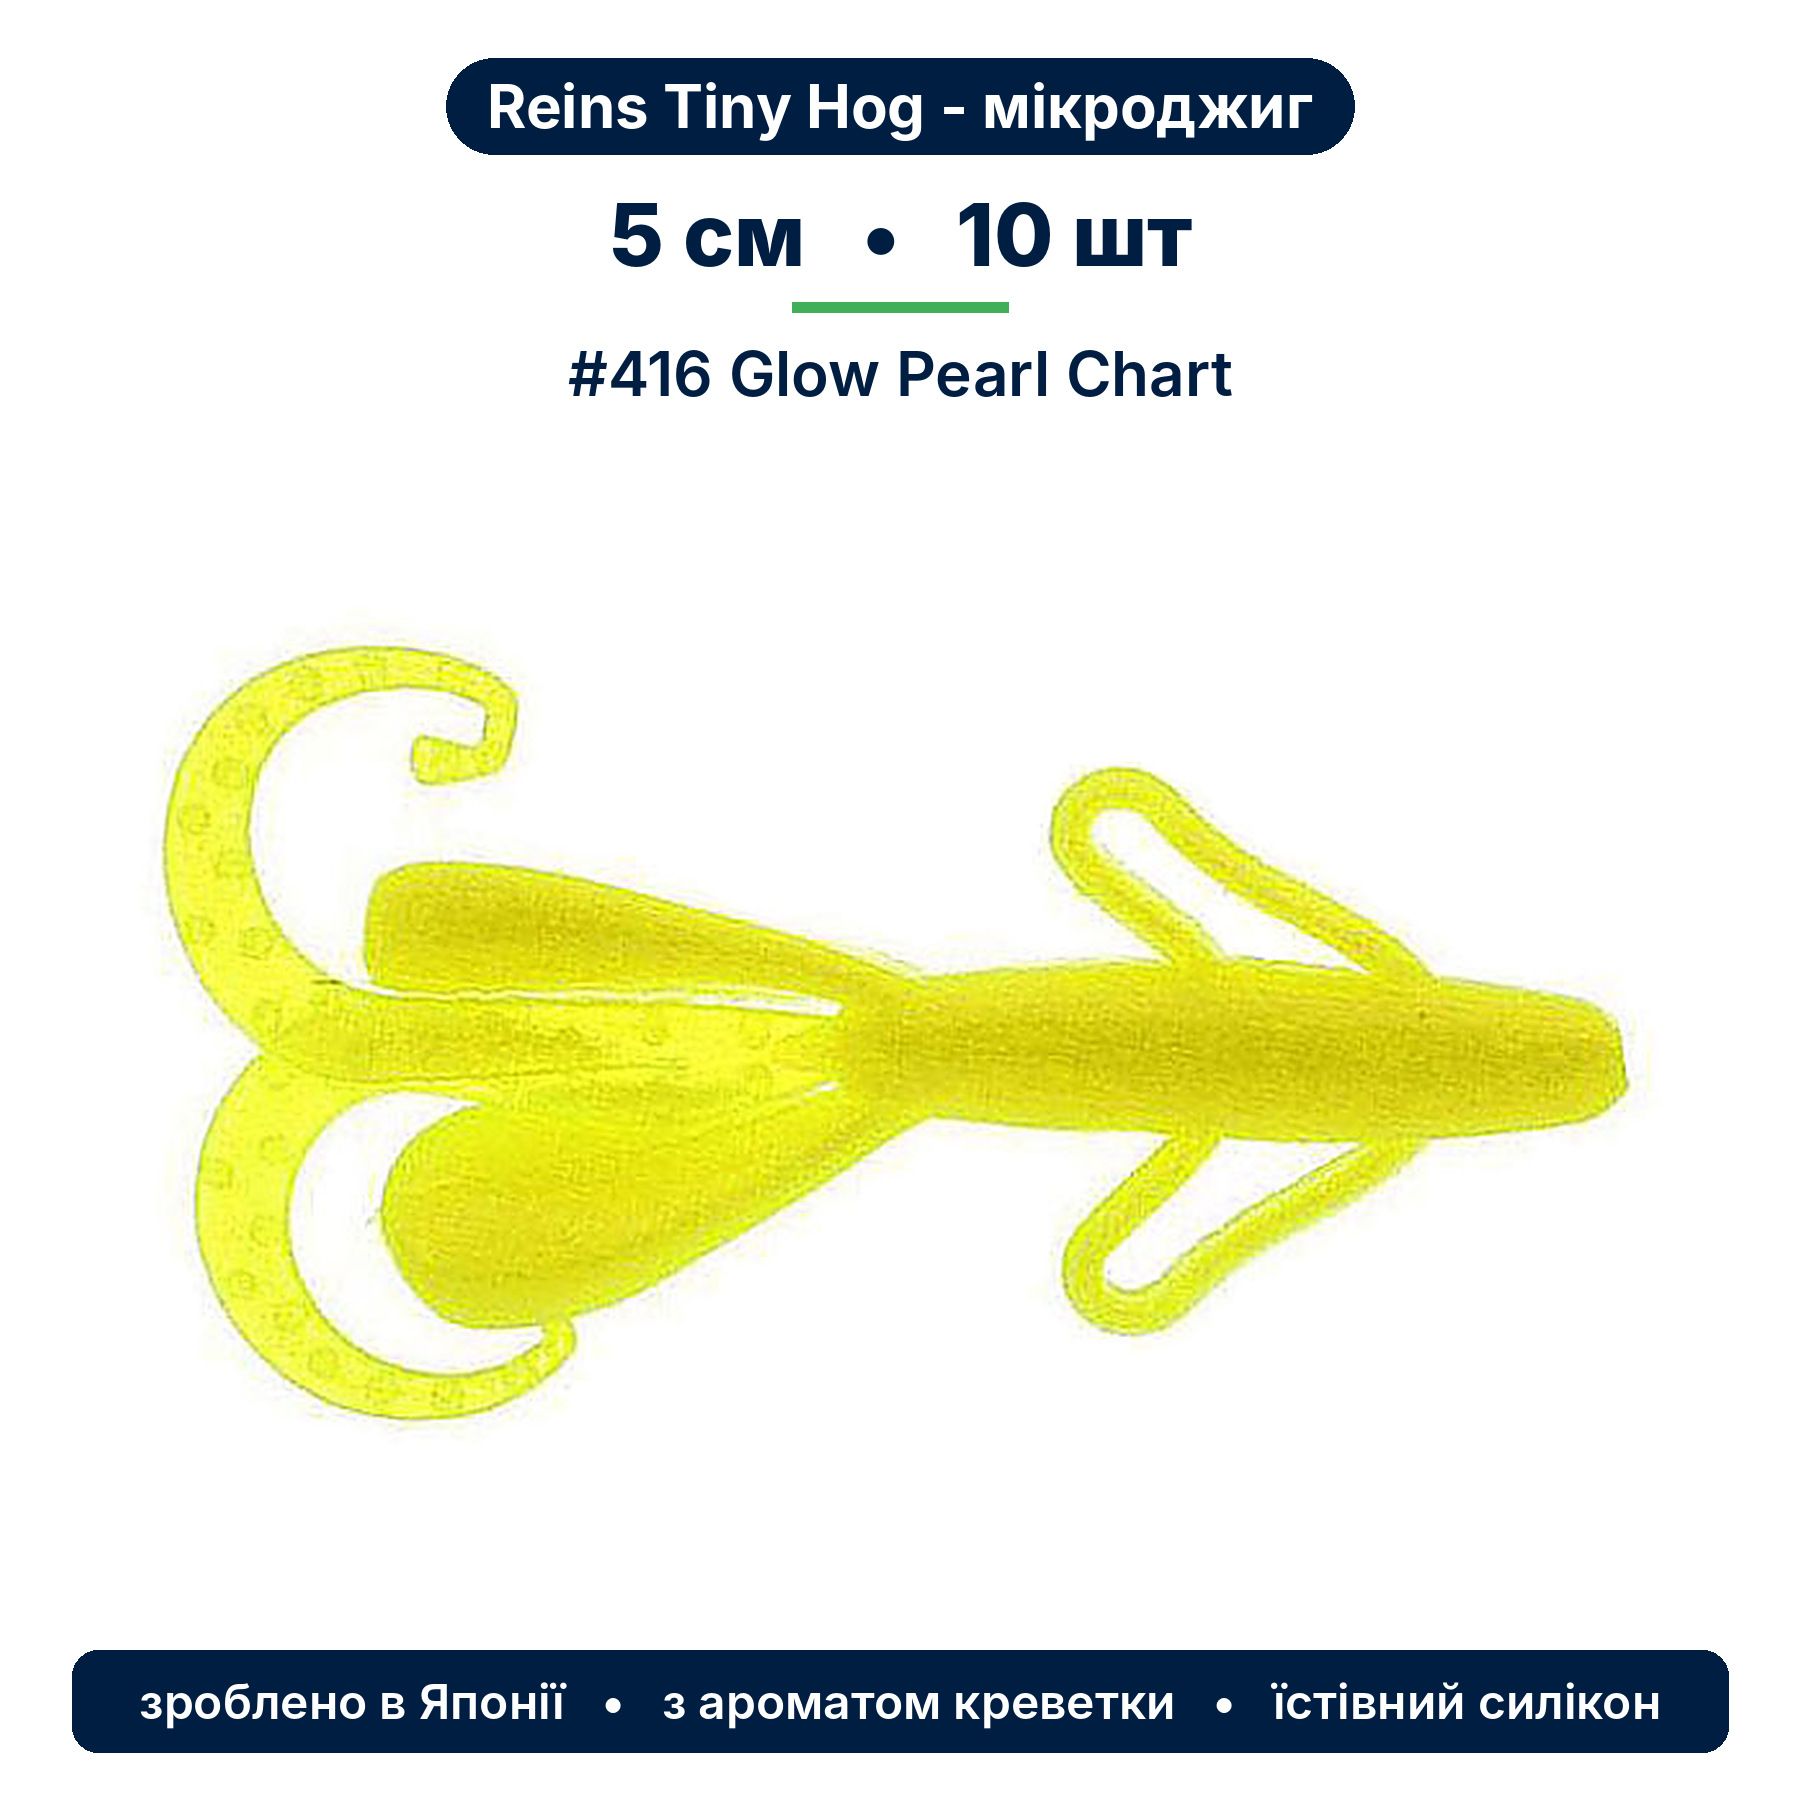 Reins Tiny Hog - мікроджиг
5 см • 10 шт
#416 Glow Pearl Chart
зроблено в Японії • з ароматом креветки • їстівний силікон